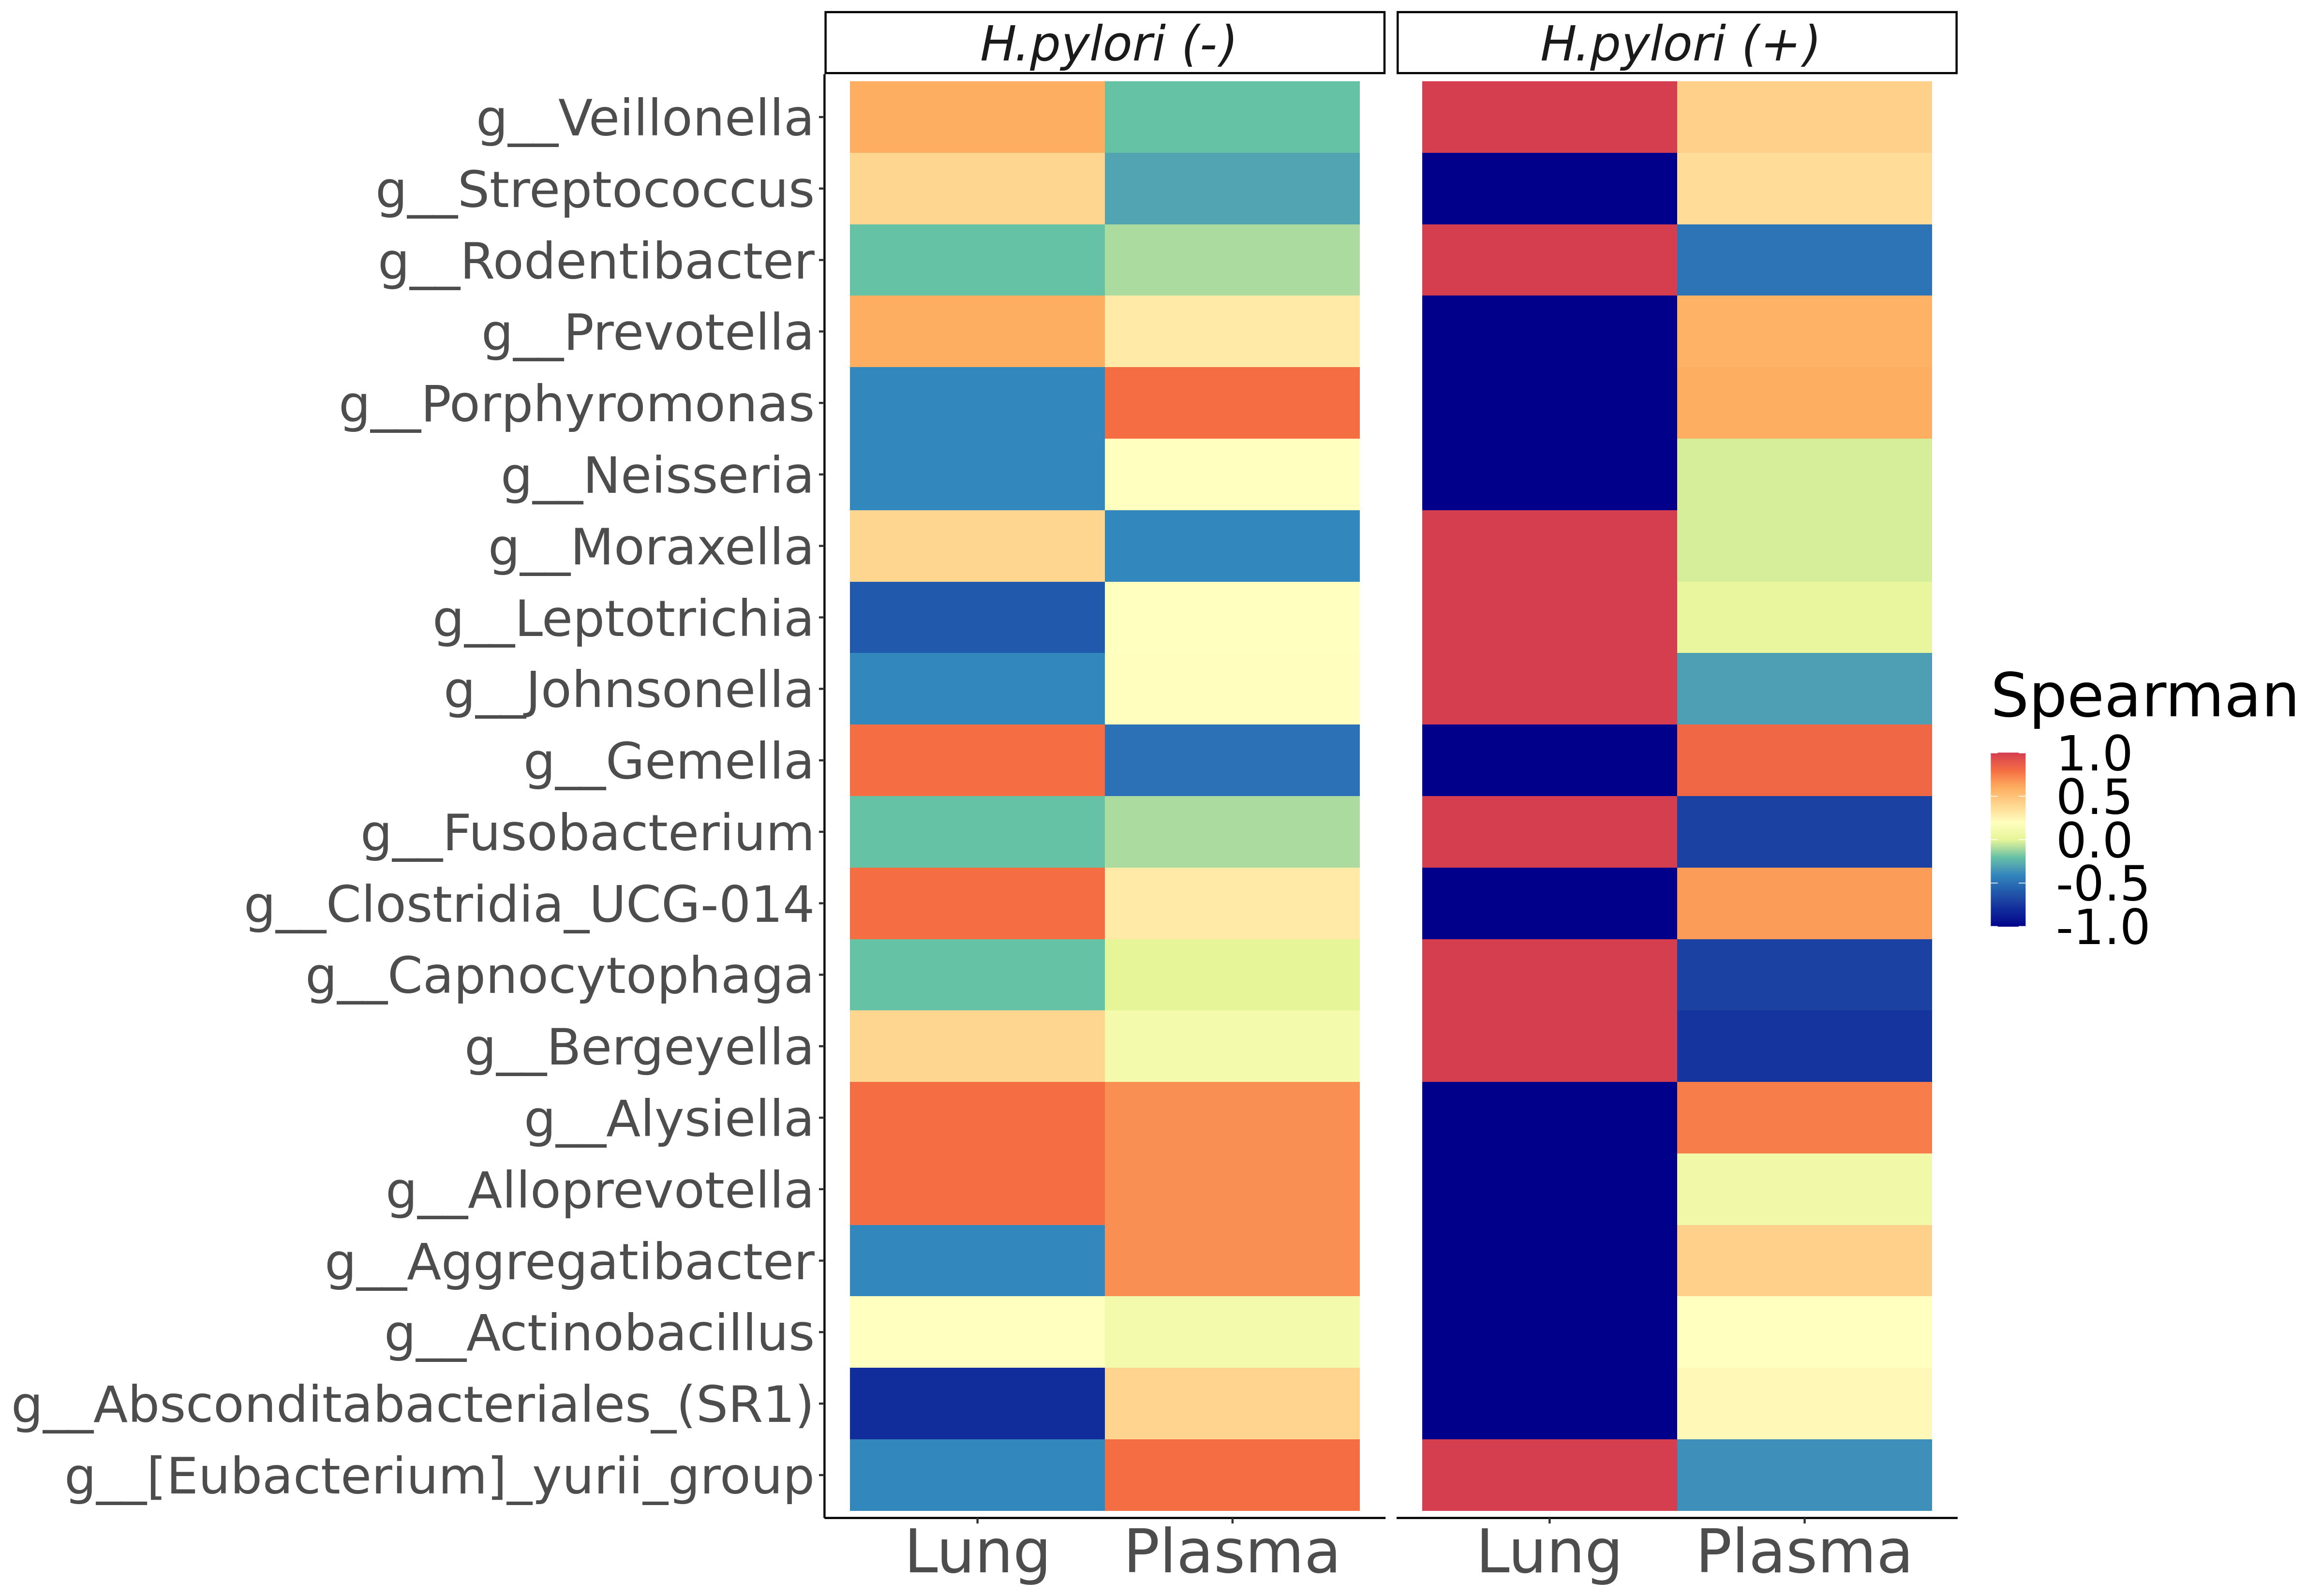 H.pylori (-)
H.pylori (+)
g__Veillonella
g__Streptococcus
g__Rodentibacter
g__Prevotella
g__Porphyromonas
g__Neisseria
g__Moraxella
g__Leptotrichia
g__Johnsonella
g__Gemella
g__Fusobacterium
g__Clostridia_UCG-014
g__Capnocytophaga
g__Bergeyella
g__Alysiella
g__Alloprevotella
g__Aggregatibacter
g__Actinobacillus
g__Absconditabacteriales_(SR1)
g__[Eubacterium]_yurii_group
Lung
Plasma
Lung
Plasma
Spearman
1.0
0.5
0.0
-0.5
-1.0